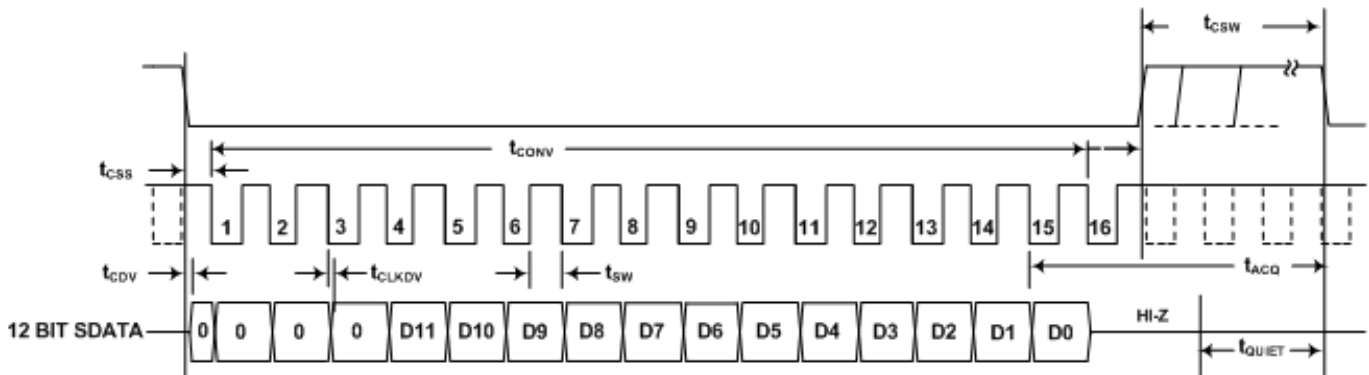 tCSW
tCONV
tCSS
1 2 3 4 5 6 7 8 9 10 11 12 13 14 15 16
tCDV tCLKDV tSW tACQ
12 BIT SDATA 0 0 0 0 D11 D10 D9 D8 D7 D6 D5 D4 D3 D2 D1 D0 HI-Z
tQUIET